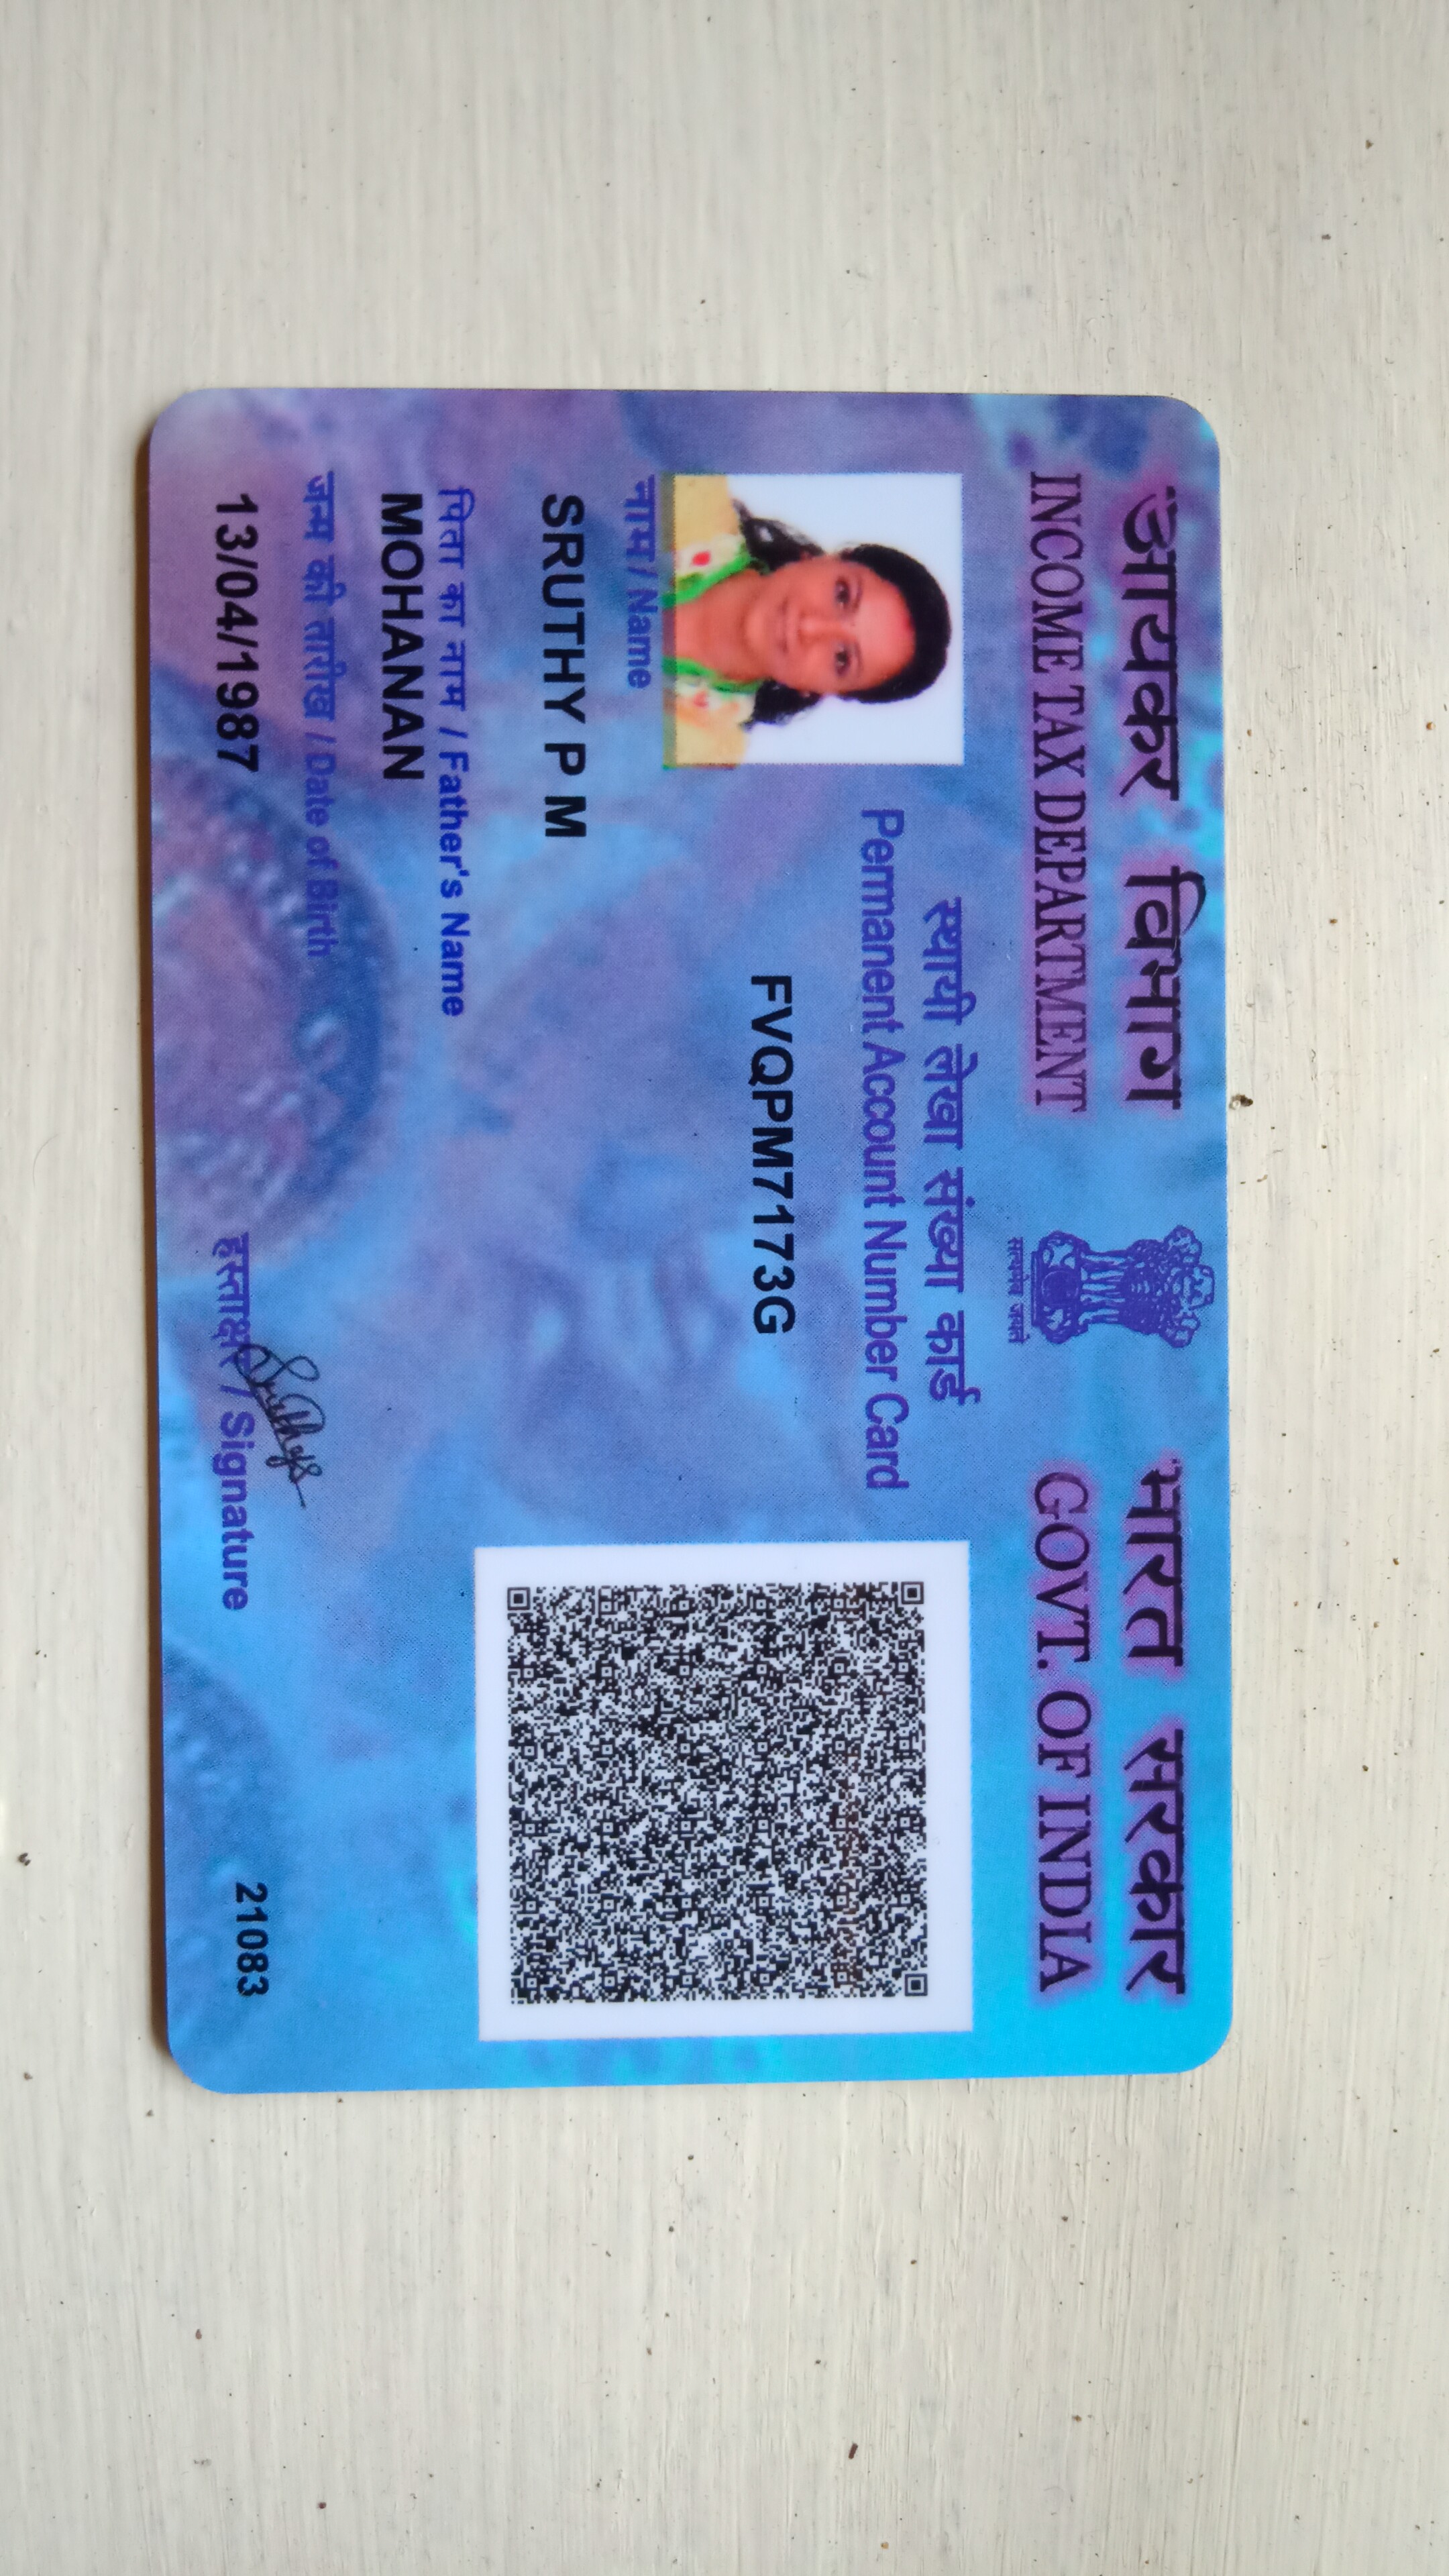 आयकर विभाग
INCOME TAX DEPARTMENT
सत्यमेव जयते
भारत सरकार
GOVT. OF INDIA
स्थायी लेखा संख्या कार्ड
Permanent Account Number Card
FVQPM7173G
नाम / Name
SRUTHY P M
पिता का नाम / Father's Name
MOHANAN
जन्म की तारीख / Date of Birth
13/04/1987
Sruthy
हस्ताक्षर / Signature
21083